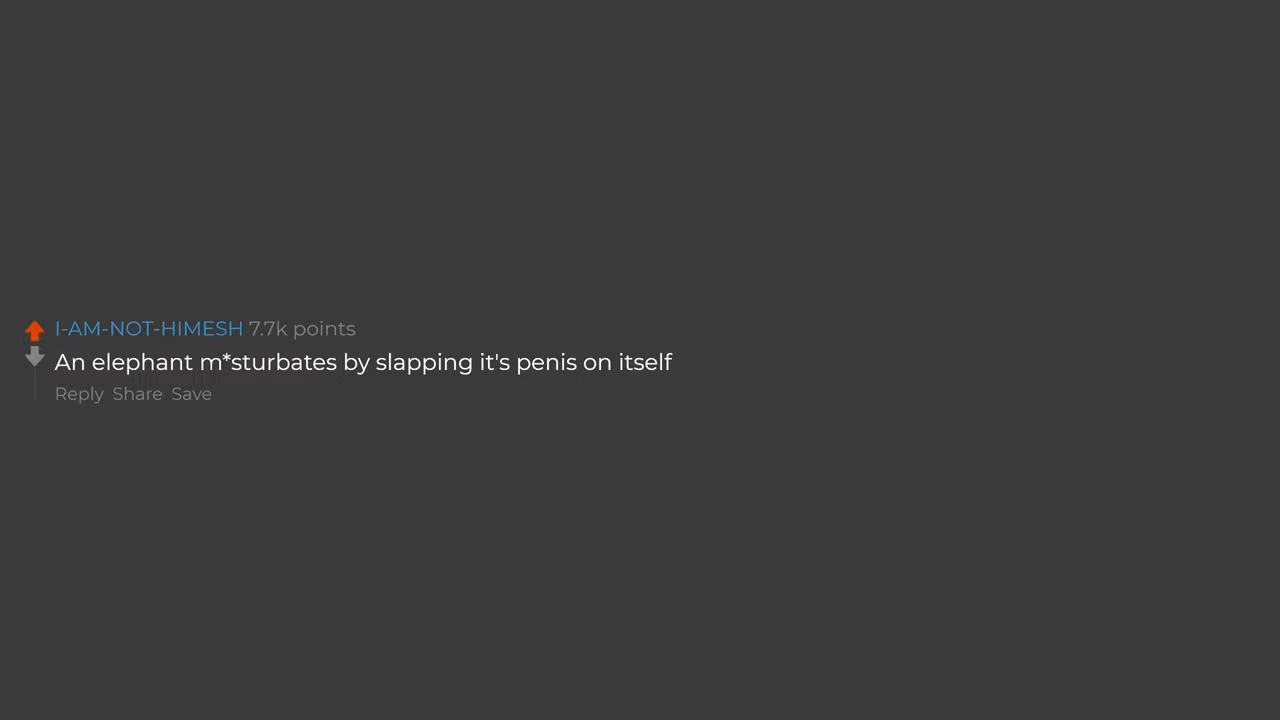 I-AM-NOT-HIMESH 7.7k points
An elephant m*sturbates by slapping it's penis on itself
Reply Share Save